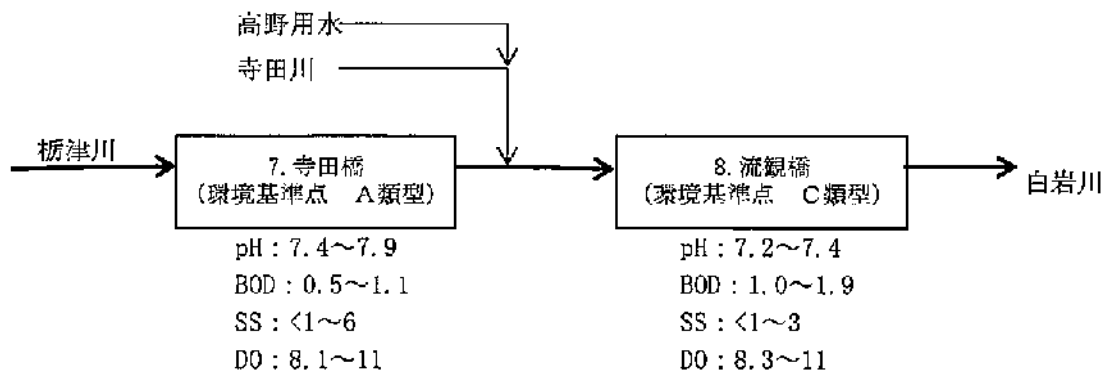 高野用水
寺田川
栃津川
7. 寺田橋
(環境基準点　A類型)
pH：7.4～7.9
BOD：0.5～1.1
SS：<1～6
DO：8.1～11
8. 流観橋
(環境基準点　C類型)
pH：7.2～7.4
BOD：1.0～1.9
SS：<1～3
DO：8.3～11
白岩川